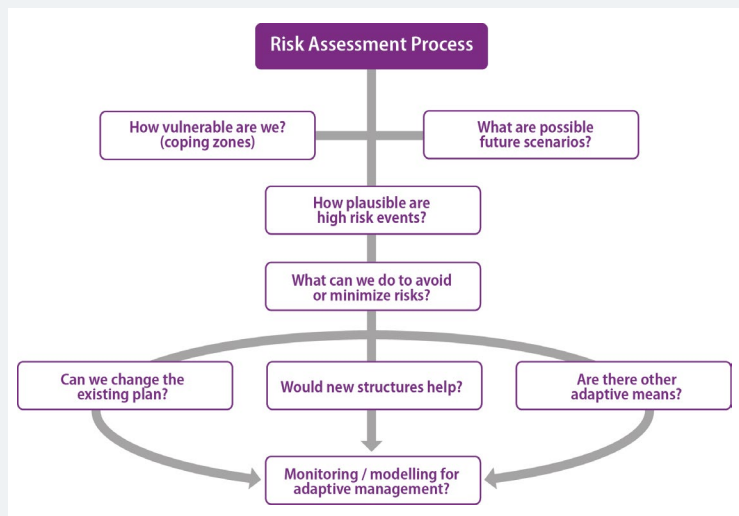 Risk Assessment Process
How vulnerable are we?
(coping zones)
What are possible
future scenarios?
How plausible are
high risk events?
What can we do to avoid
or minimize risks?
Can we change the
existing plan?
Would new structures help?
Are there other
adaptive means?
Monitoring / modelling for
adaptive management?